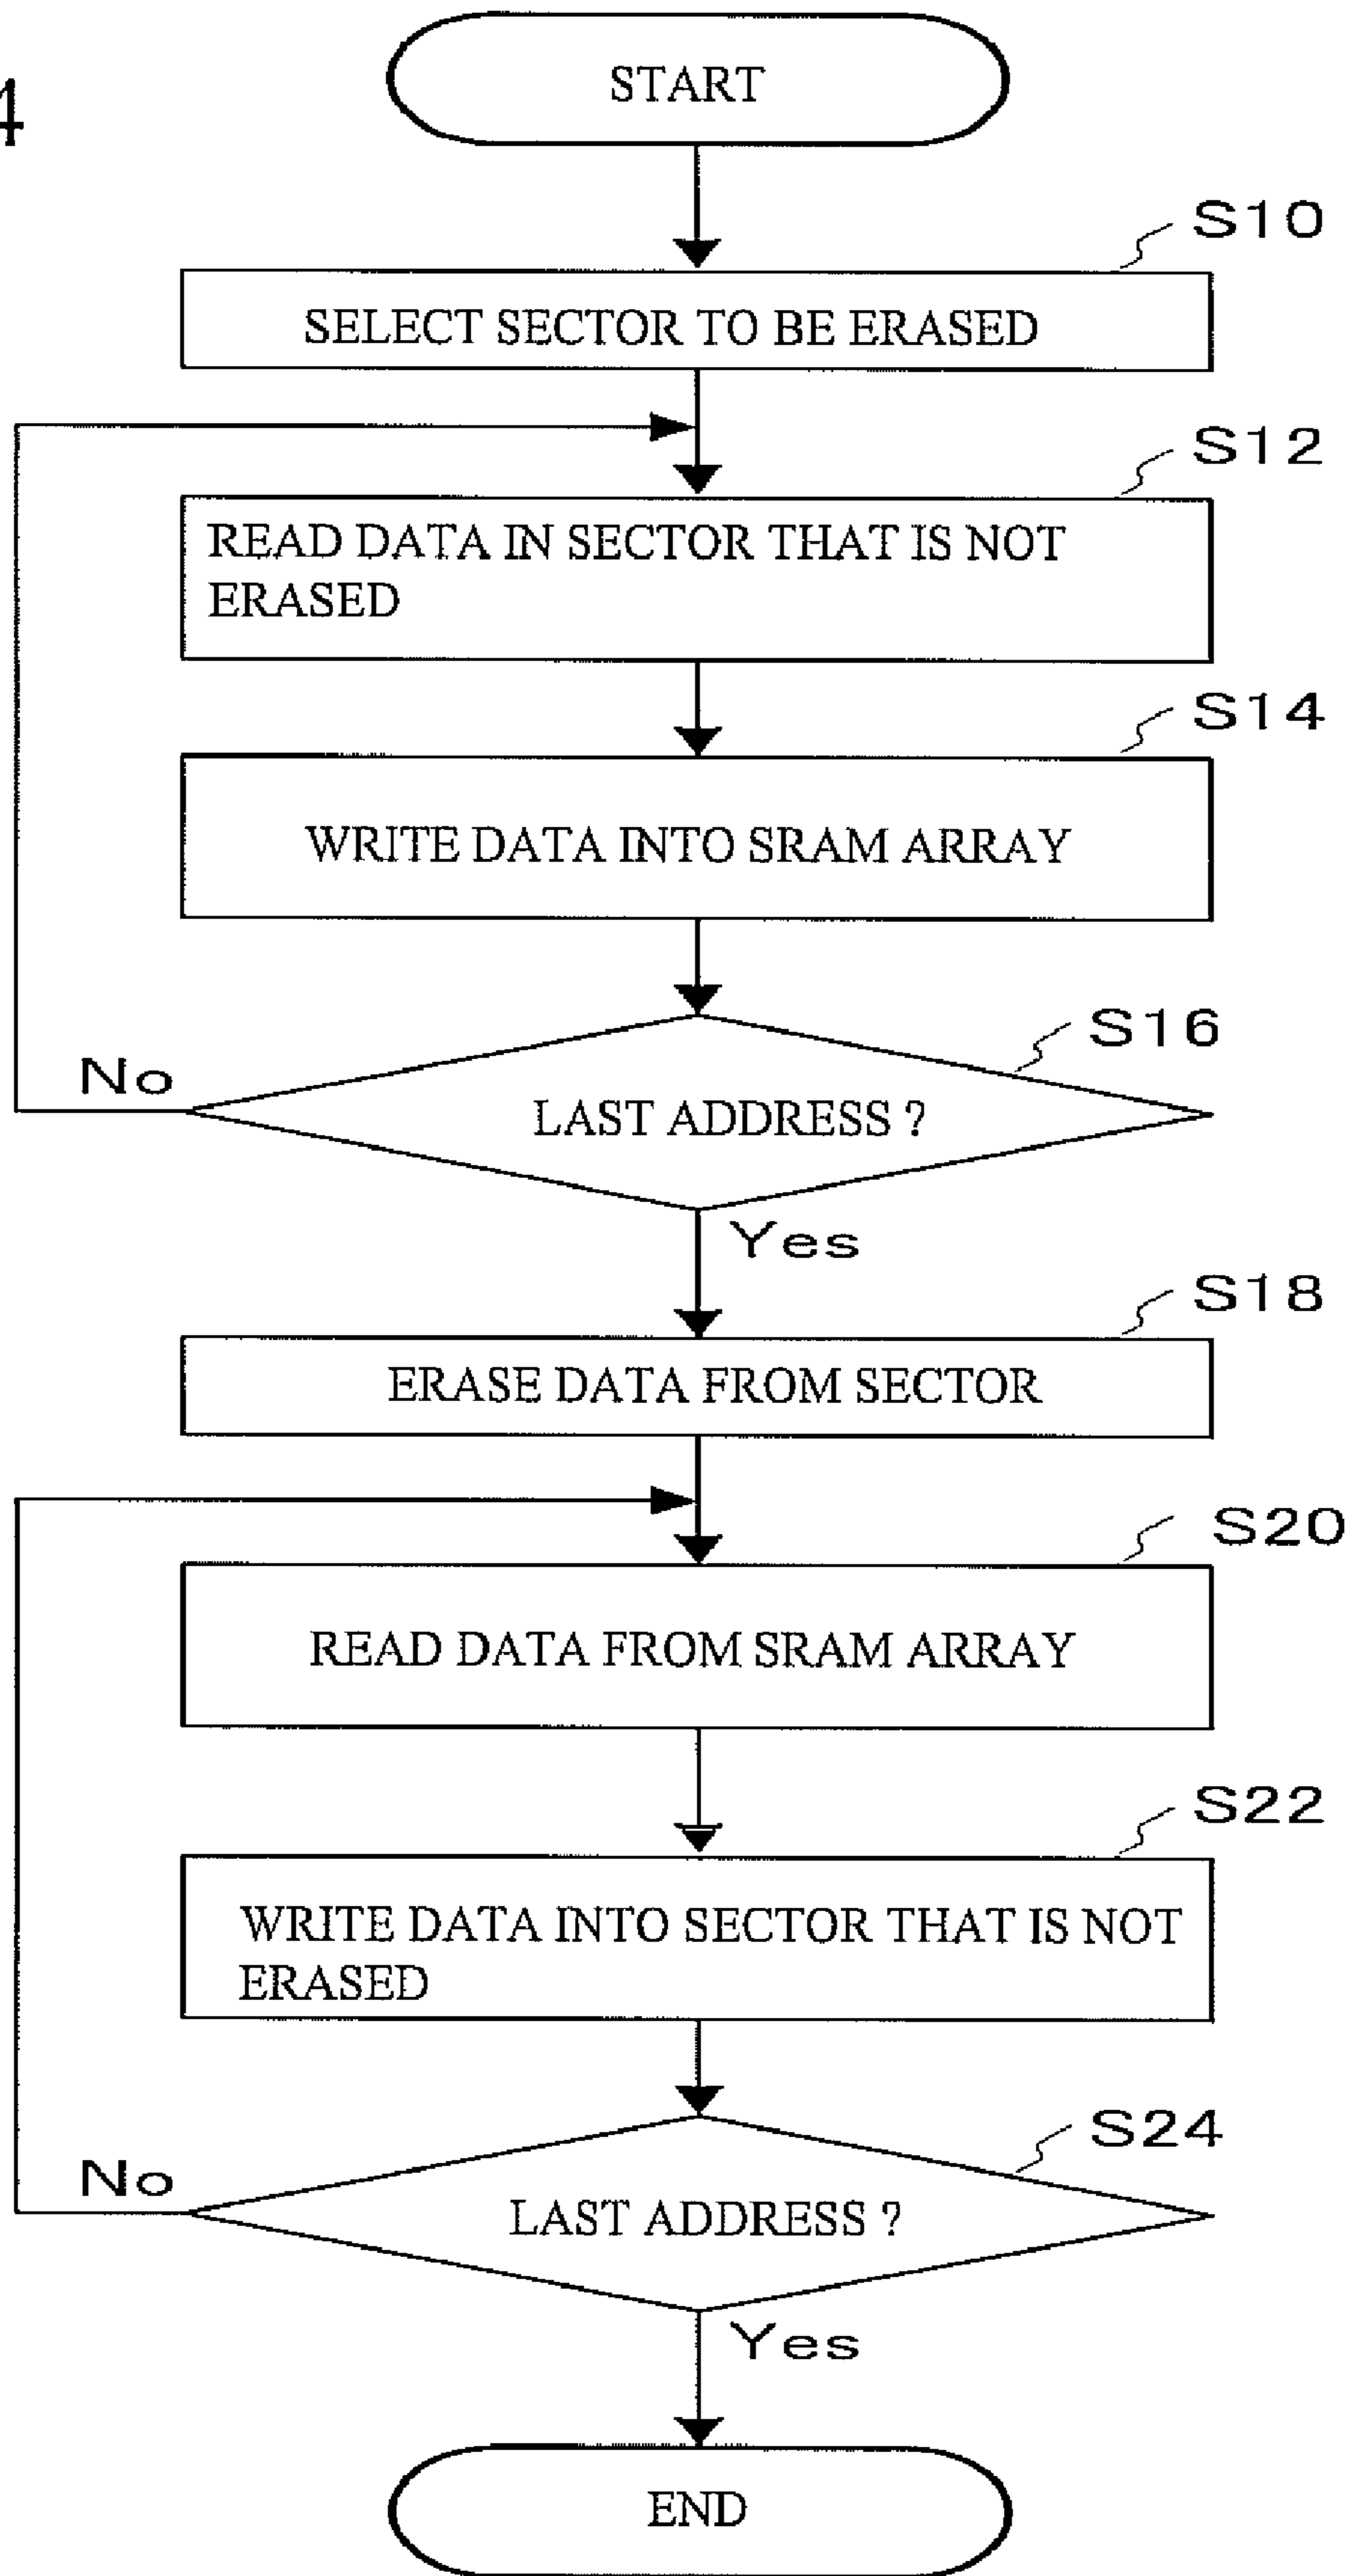 4
START
S10
SELECT SECTOR TO BE ERASED
S12
READ DATA IN SECTOR THAT IS NOT
ERASED
S14
WRITE DATA INTO SRAM ARRAY
S16
No
LAST ADDRESS ?
Yes
S18
ERASE DATA FROM SECTOR
S20
READ DATA FROM SRAM ARRAY
S22
WRITE DATA INTO SECTOR THAT IS NOT
ERASED
S24
No
LAST ADDRESS ?
Yes
END